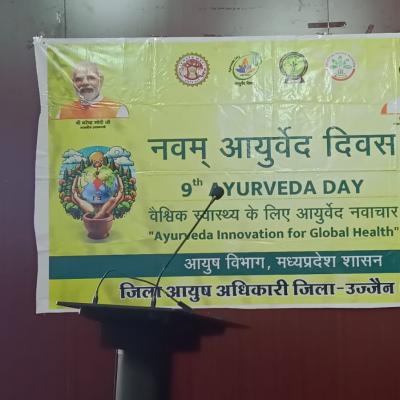 श्री नरेन्द्र मोदी जी
नवम् आयुर्वेद दिवस
9th AYURVEDA DAY
वैश्विक स्वास्थ्य के लिए आयुर्वेद नवाचार
"Ayurveda Innovation for Global Health"
आयुष विभाग, मध्यप्रदेश शासन
जिला आयुष अधिकारी जिला-उज्जैन